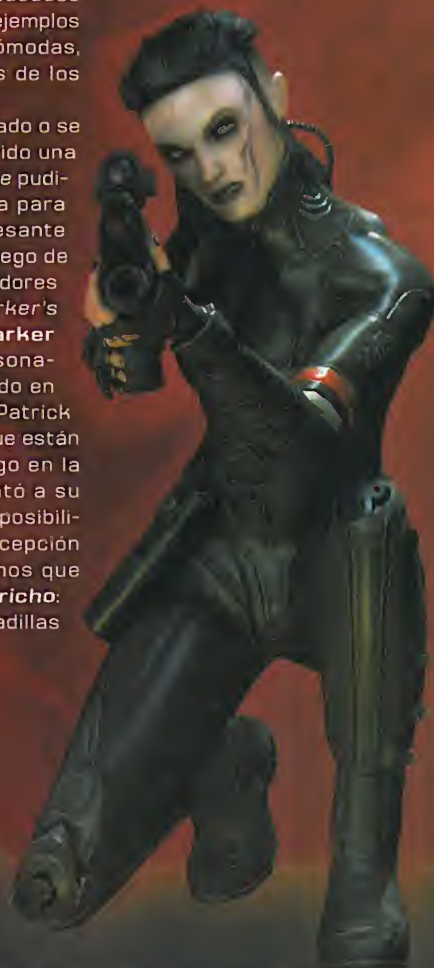 ejemplos
ómodas,
s de los
ado o se
ido una
e pudi-
a para
esante
ego de
dores
rker's
arker
sona-
do en
Patrick
ue están
go en la
ntó a su
posibili-
cepción
mos que
richo:
adillas